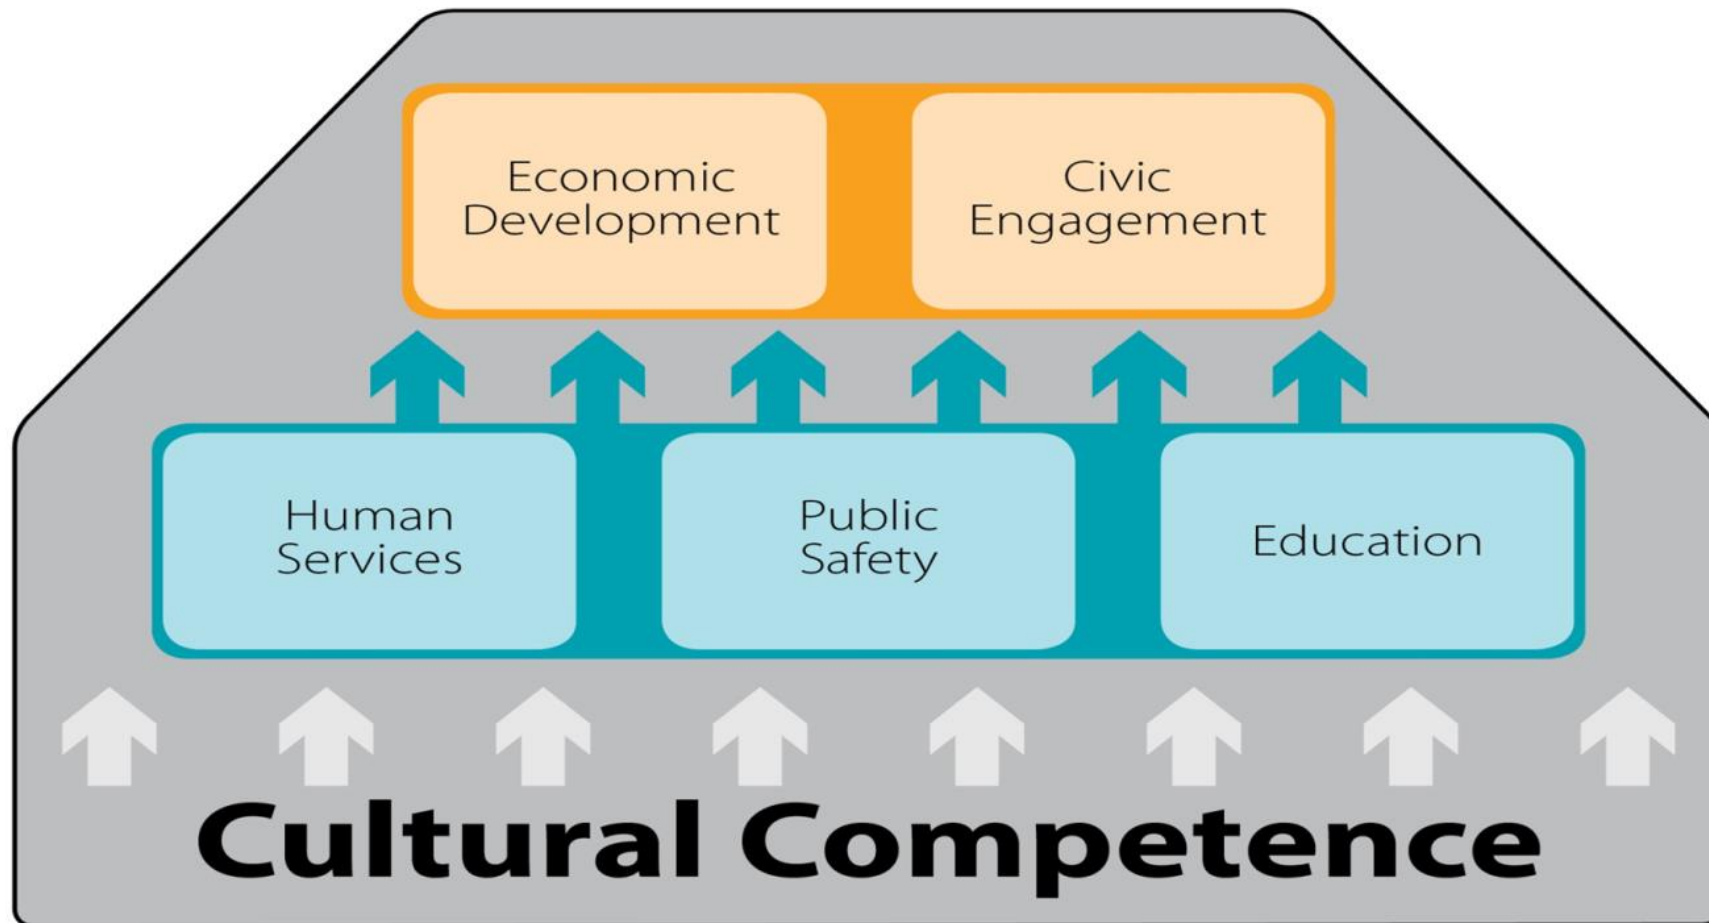 Economic
Development
Civic
Engagement
Human
Services
Public
Safety
Education
Cultural Competence